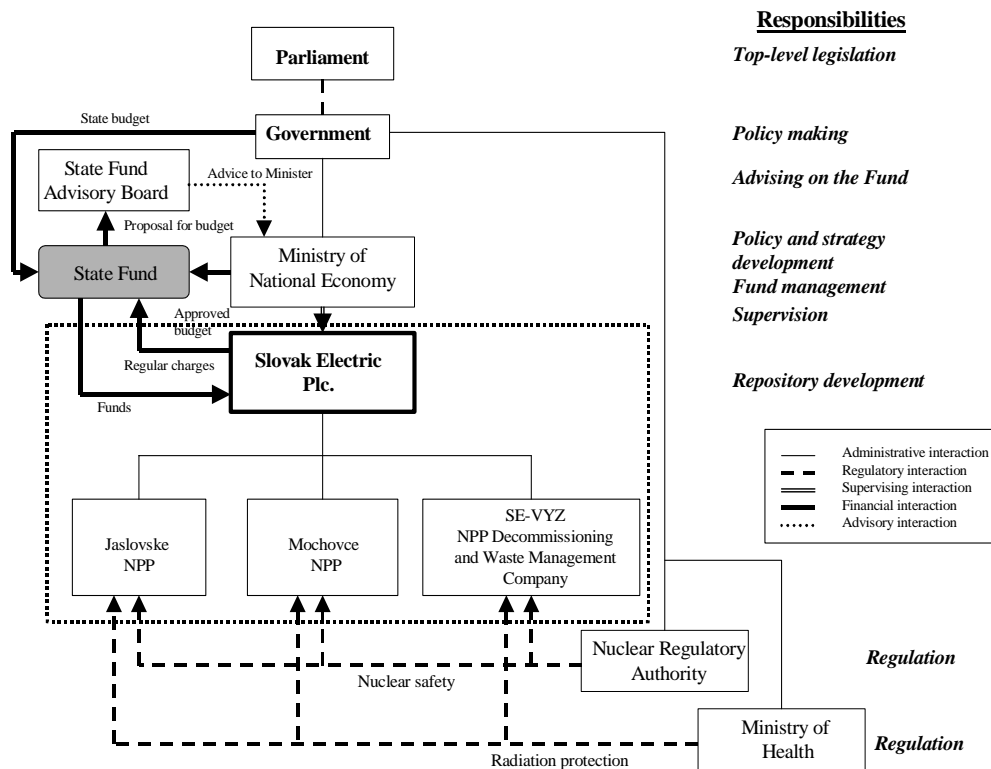 Responsibilities
Parliament
Top-level legislation
State budget
Government
Policy making
State Fund
Advisory Board
Advice to Minister
Advising on the Fund
Proposal for budget
Ministry of
National Economy
Policy and strategy
development
State Fund
Fund management
Approved
budget
Supervision
Regular charges
Slovak Electric
Plc.
Repository development
Funds
Administrative interaction
Regulatory interaction
Supervising interaction
Financial interaction
Advisory interaction
Jaslovske
NPP
Mochovce
NPP
SE-VYZ
NPP Decommissioning
and Waste Management
Company
Nuclear Regulatory
Authority
Regulation
Nuclear safety
Ministry of
Health
Regulation
Radiation protection